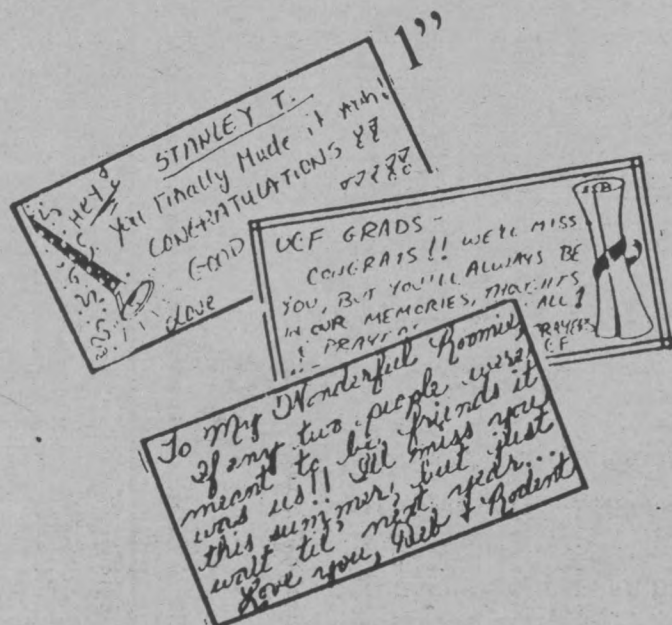 1”
HEY! STANLEY T.
You Finally Made it
CONGRATULATIONS
GOOD
Love
UCF GRADS -
CONGRATS!! WE'LL MISS
YOU, BUT YOU'LL ALWAYS BE
IN OUR MEMORIES, THOUGHTS
ALL
PRAYERS
To My Wonderful Roomie,
If any two people were
meant to be friends it
was us!! I'll miss you
this summer, but just
wait til' next year...
Love you, Deb & Rodent